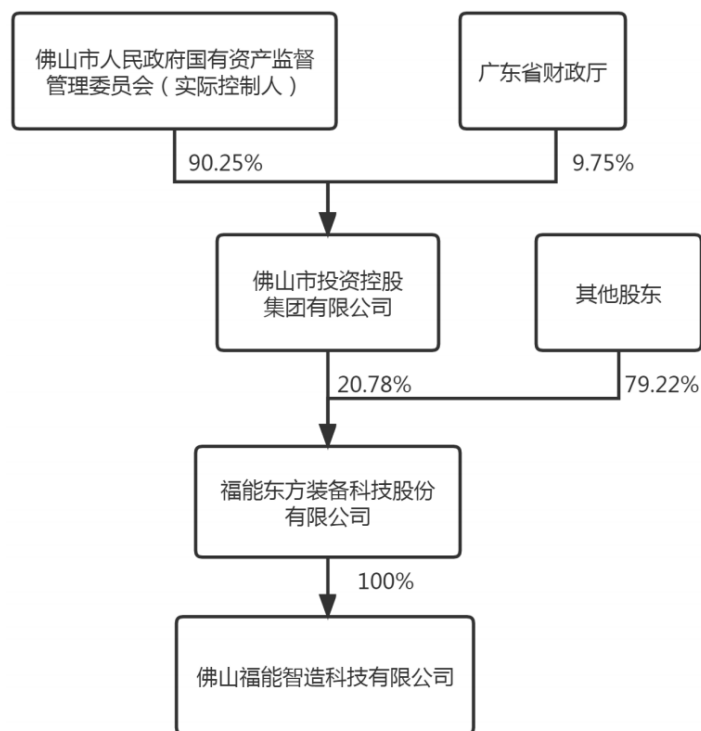 佛山市人民政府国有资产监督
管理委员会（实际控制人）
广东省财政厅
90.25%
9.75%
佛山市投资控股
集团有限公司
其他股东
20.78%
79.22%
福能东方装备科技股份
有限公司
100%
佛山福能智造科技有限公司